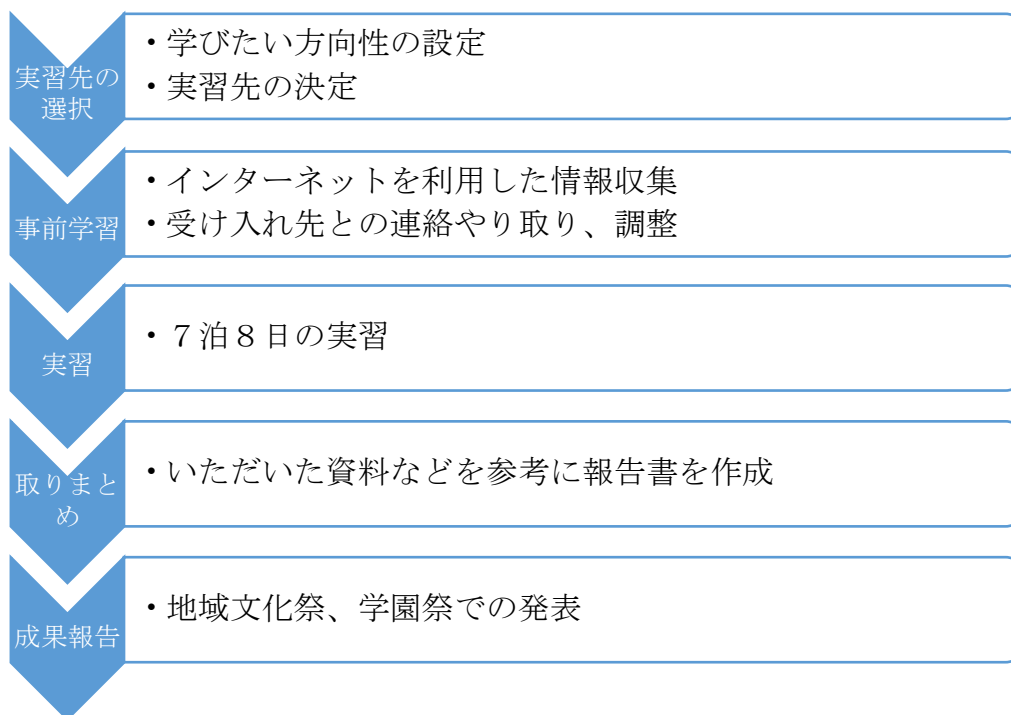 実習先の
選択
・学びたい方向性の設定
・実習先の決定
事前学習
・インターネットを利用した情報収集
・受け入れ先との連絡やり取り、調整
実習
・７泊８日の実習
取りまと
め
・いただいた資料などを参考に報告書を作成
成果報告
・地域文化祭、学園祭での発表